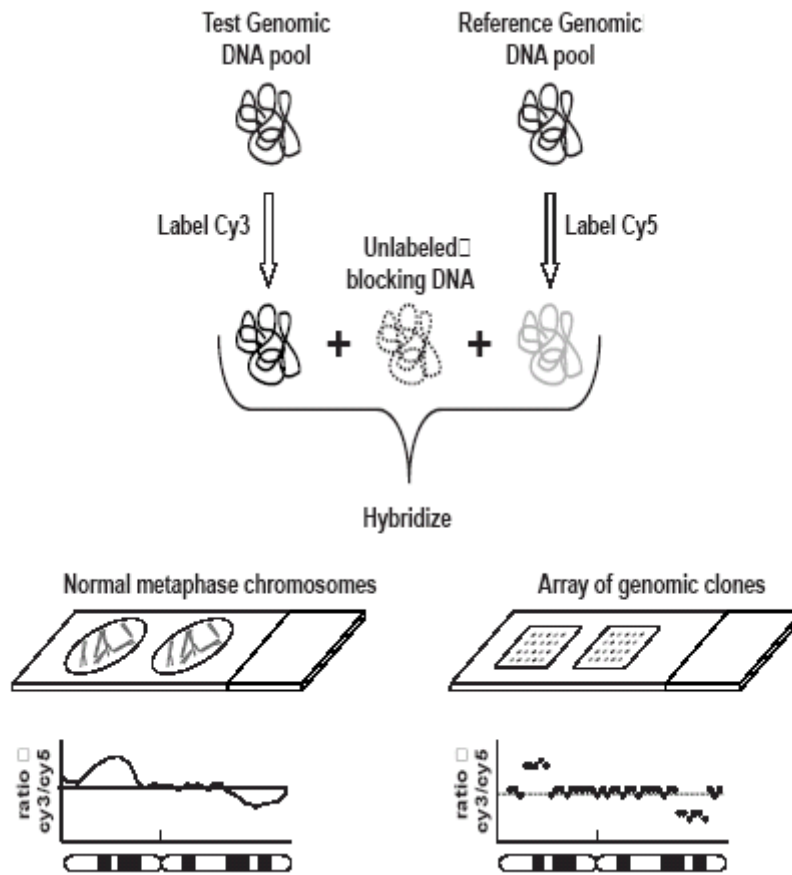 Test Genomic
DNA pool
Reference Genomic
DNA pool
Label Cy3
Label Cy5
Unlabeled□
blocking DNA
+
+
Hybridize
Normal metaphase chromosomes
Array of genomic clones
ratio □
cy3/cy5
ratio □
cy3/cy5